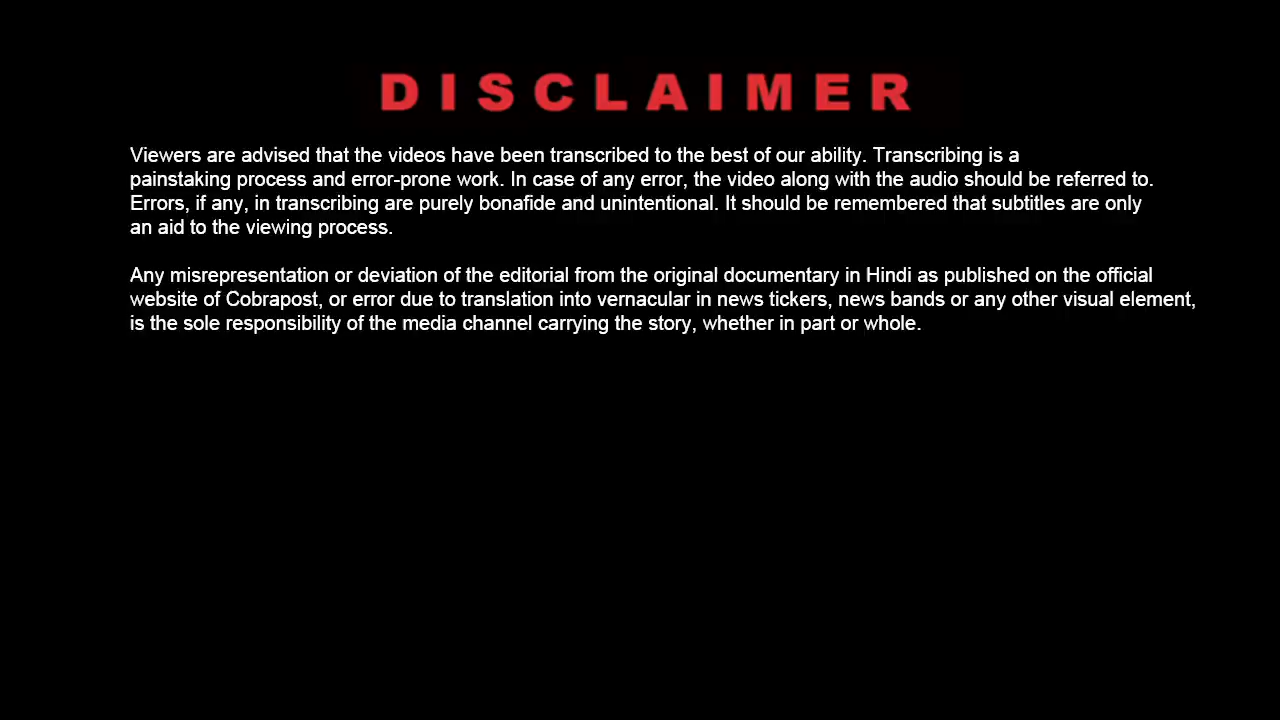 DISCLAIMER
Viewers are advised that the videos have been transcribed to the best of our ability. Transcribing is a
painstaking process and error-prone work. In case of any error, the video along with the audio should be referred to.
Errors, if any, in transcribing are purely bonafide and unintentional. It should be remembered that subtitles are only
an aid to the viewing process.
Any misrepresentation or deviation of the editorial from the original documentary in Hindi as published on the official
website of Cobrapost, or error due to translation into vernacular in news tickers, news bands or any other visual element,
is the sole responsibility of the media channel carrying the story, whether in part or whole.